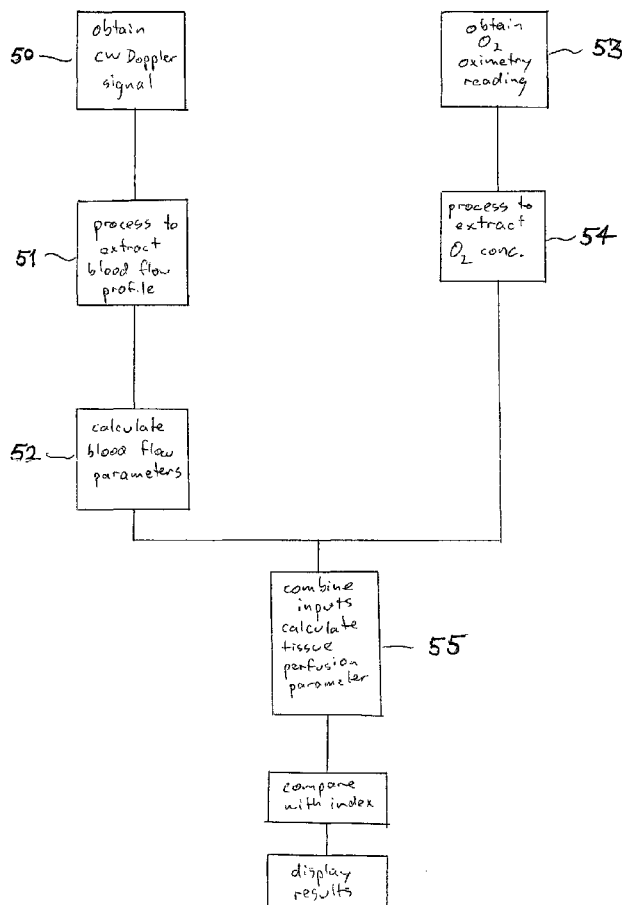 50
obtain
CW Doppler
signal
51
process to
extract
blood flow
profile
52
calculate
blood flow
parameters
obtain
O₂
oximetry
reading
53
process to
extract
O₂ conc.
54
combine
inputs
calculate
tissue
perfusion
parameter
55
compare
with index
display
results